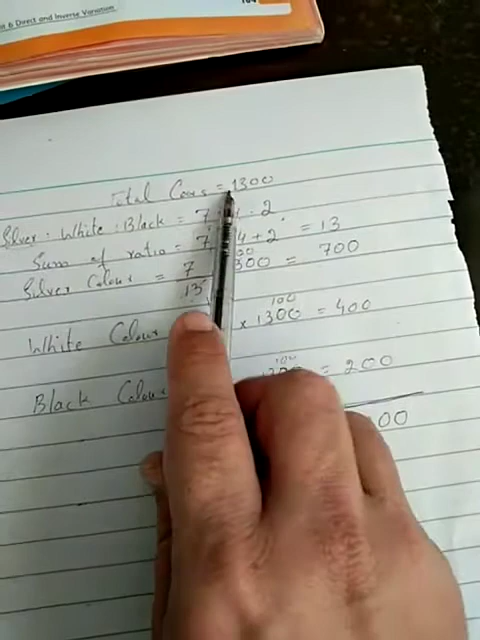 6 Direct and Inverse Variation
Total Cars = 1300
Silver : White : Black = 7 : 4 : 2
Sum of ratio = 7 + 4 + 2 = 13
Silver Colour = 7/13 300 = 700
White Colou x 1300 100 = 400
Black Colour 100 = 200
00